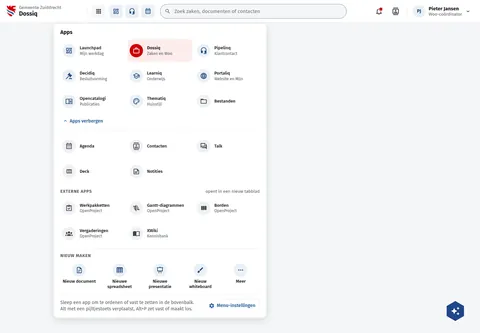 Gemeente Zuiddrecht
Dossiq
Zoek zaken, documenten of contacten
Pieter Jansen
Woo-coördinator
PJ
Apps
Launchpad
Mijn werkdag
Dossiq
Zaken en Woo
Pipelinq
Klantcontact
Decidiq
Besluitvorming
Learniq
Onderwijs
Portaliq
Website en Mijn
Opencatalogi
Publicaties
Thematiq
Huisstijl
Bestanden
Apps verbergen
Agenda
Contacten
Talk
Deck
Notities
EXTERNE APPS
opent in een nieuw tabblad
Werkpakketten
OpenProject
Gantt-diagrammen
OpenProject
Borden
OpenProject
Vergaderingen
OpenProject
XWiki
Kennisbank
NIEUW MAKEN
Nieuw document
Nieuwe spreadsheet
Nieuwe presentatie
Nieuw whiteboard
Meer
Sleep een app om te ordenen of vast te zetten in de bovenbalk.
Alt met een pijltoets verplaatst, Alt+P zet vast of maakt los.
Menu-instellingen